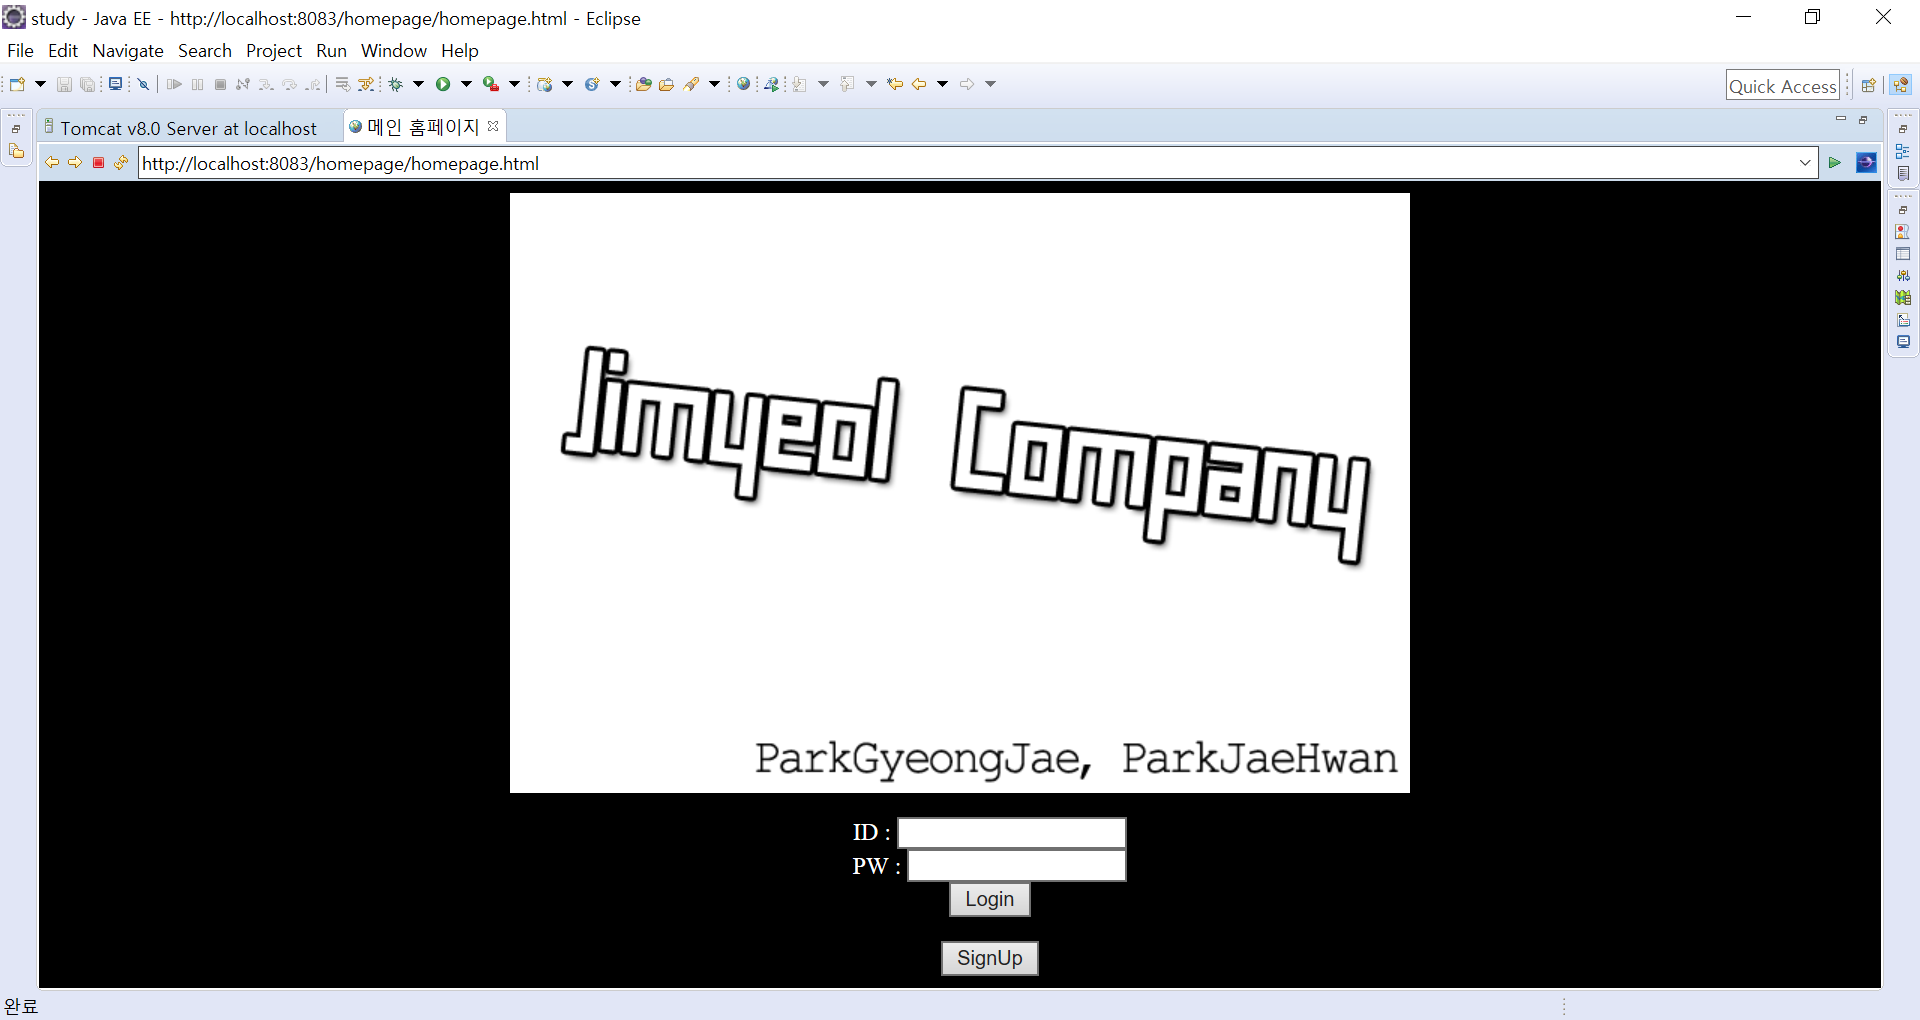 study - Java EE - http://localhost:8083/homepage/homepage.html - Eclipse
File Edit Navigate Search Project Run Window Help
Quick Access
Tomcat v8.0 Server at localhost
메인 홈페이지
http://localhost:8083/homepage/homepage.html
Jimyeol Company
ParkGyeongJae, ParkJaeHwan
ID :
PW :
Login
SignUp
완료